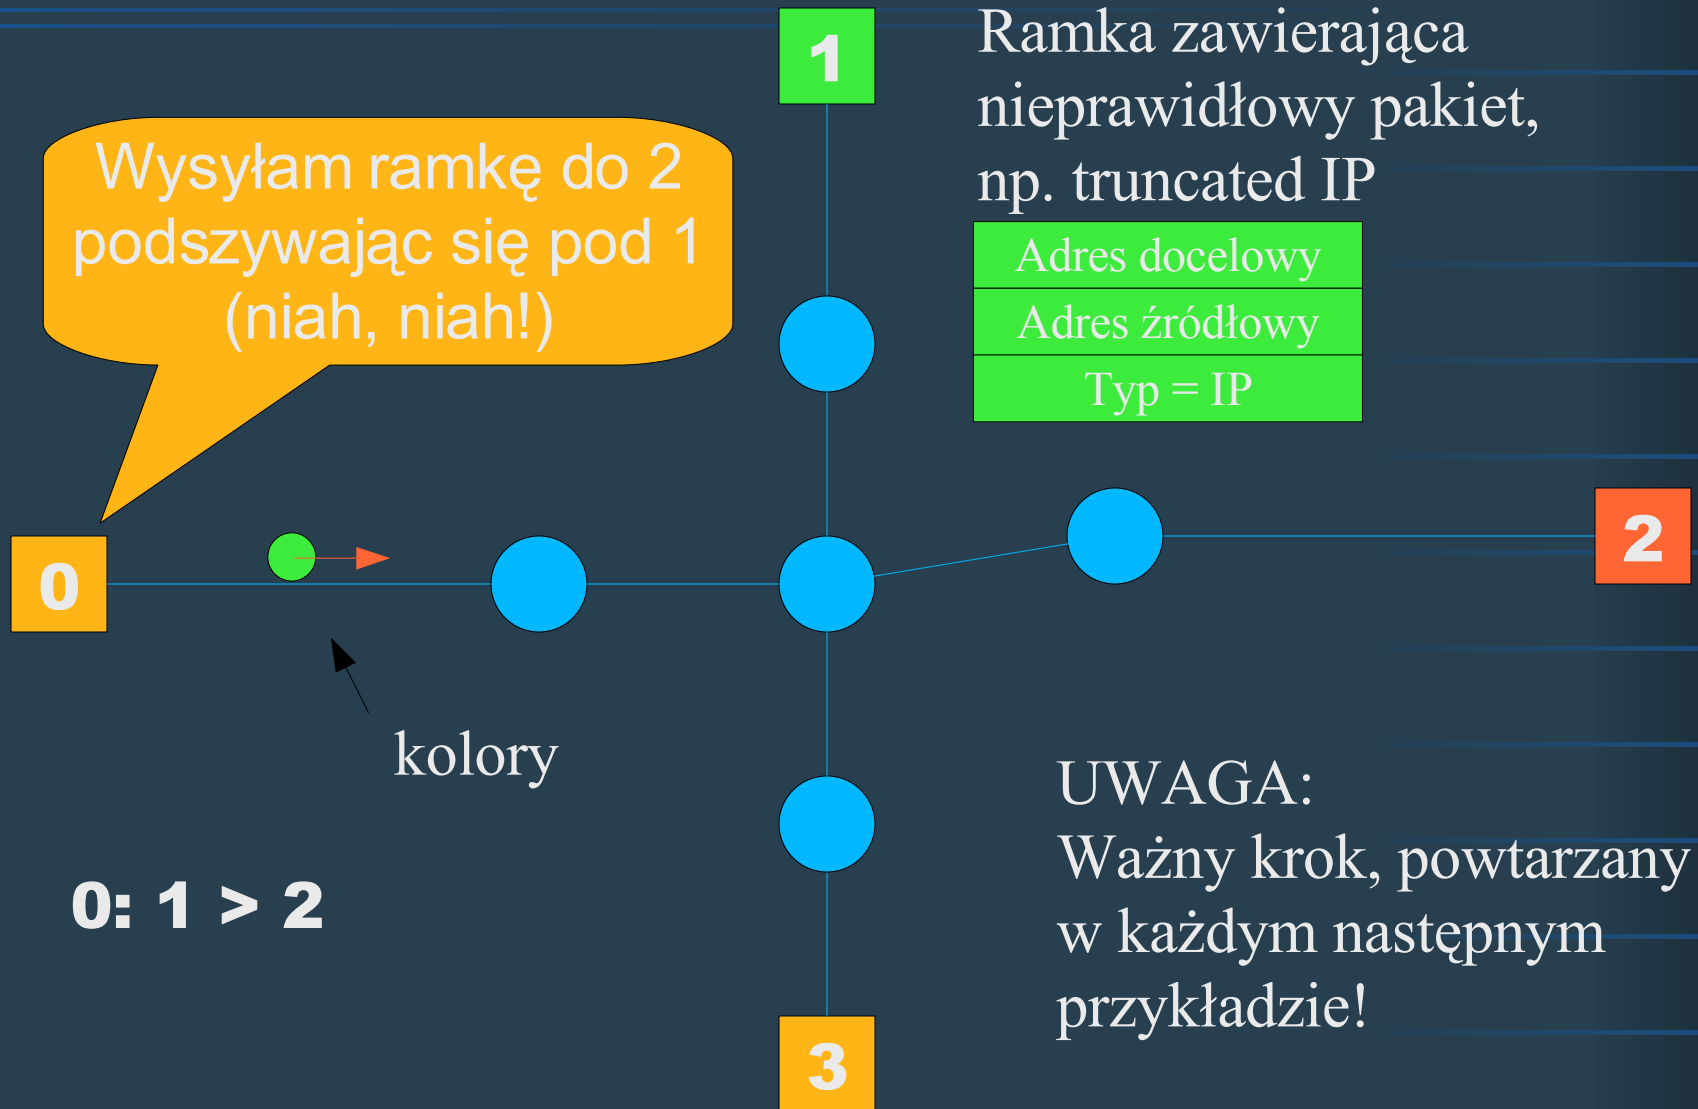 1
Ramka zawierająca
nieprawidłowy pakiet,
np. truncated IP
Wysyłam ramkę do 2
podszywając się pod 1
(niah, niah!)
Adres docelowy
Adres źródłowy
Typ = IP
2
0
kolory
UWAGA:
Ważny krok, powtarzany
w każdym następnym
przykładzie!
0: 1 > 2
3